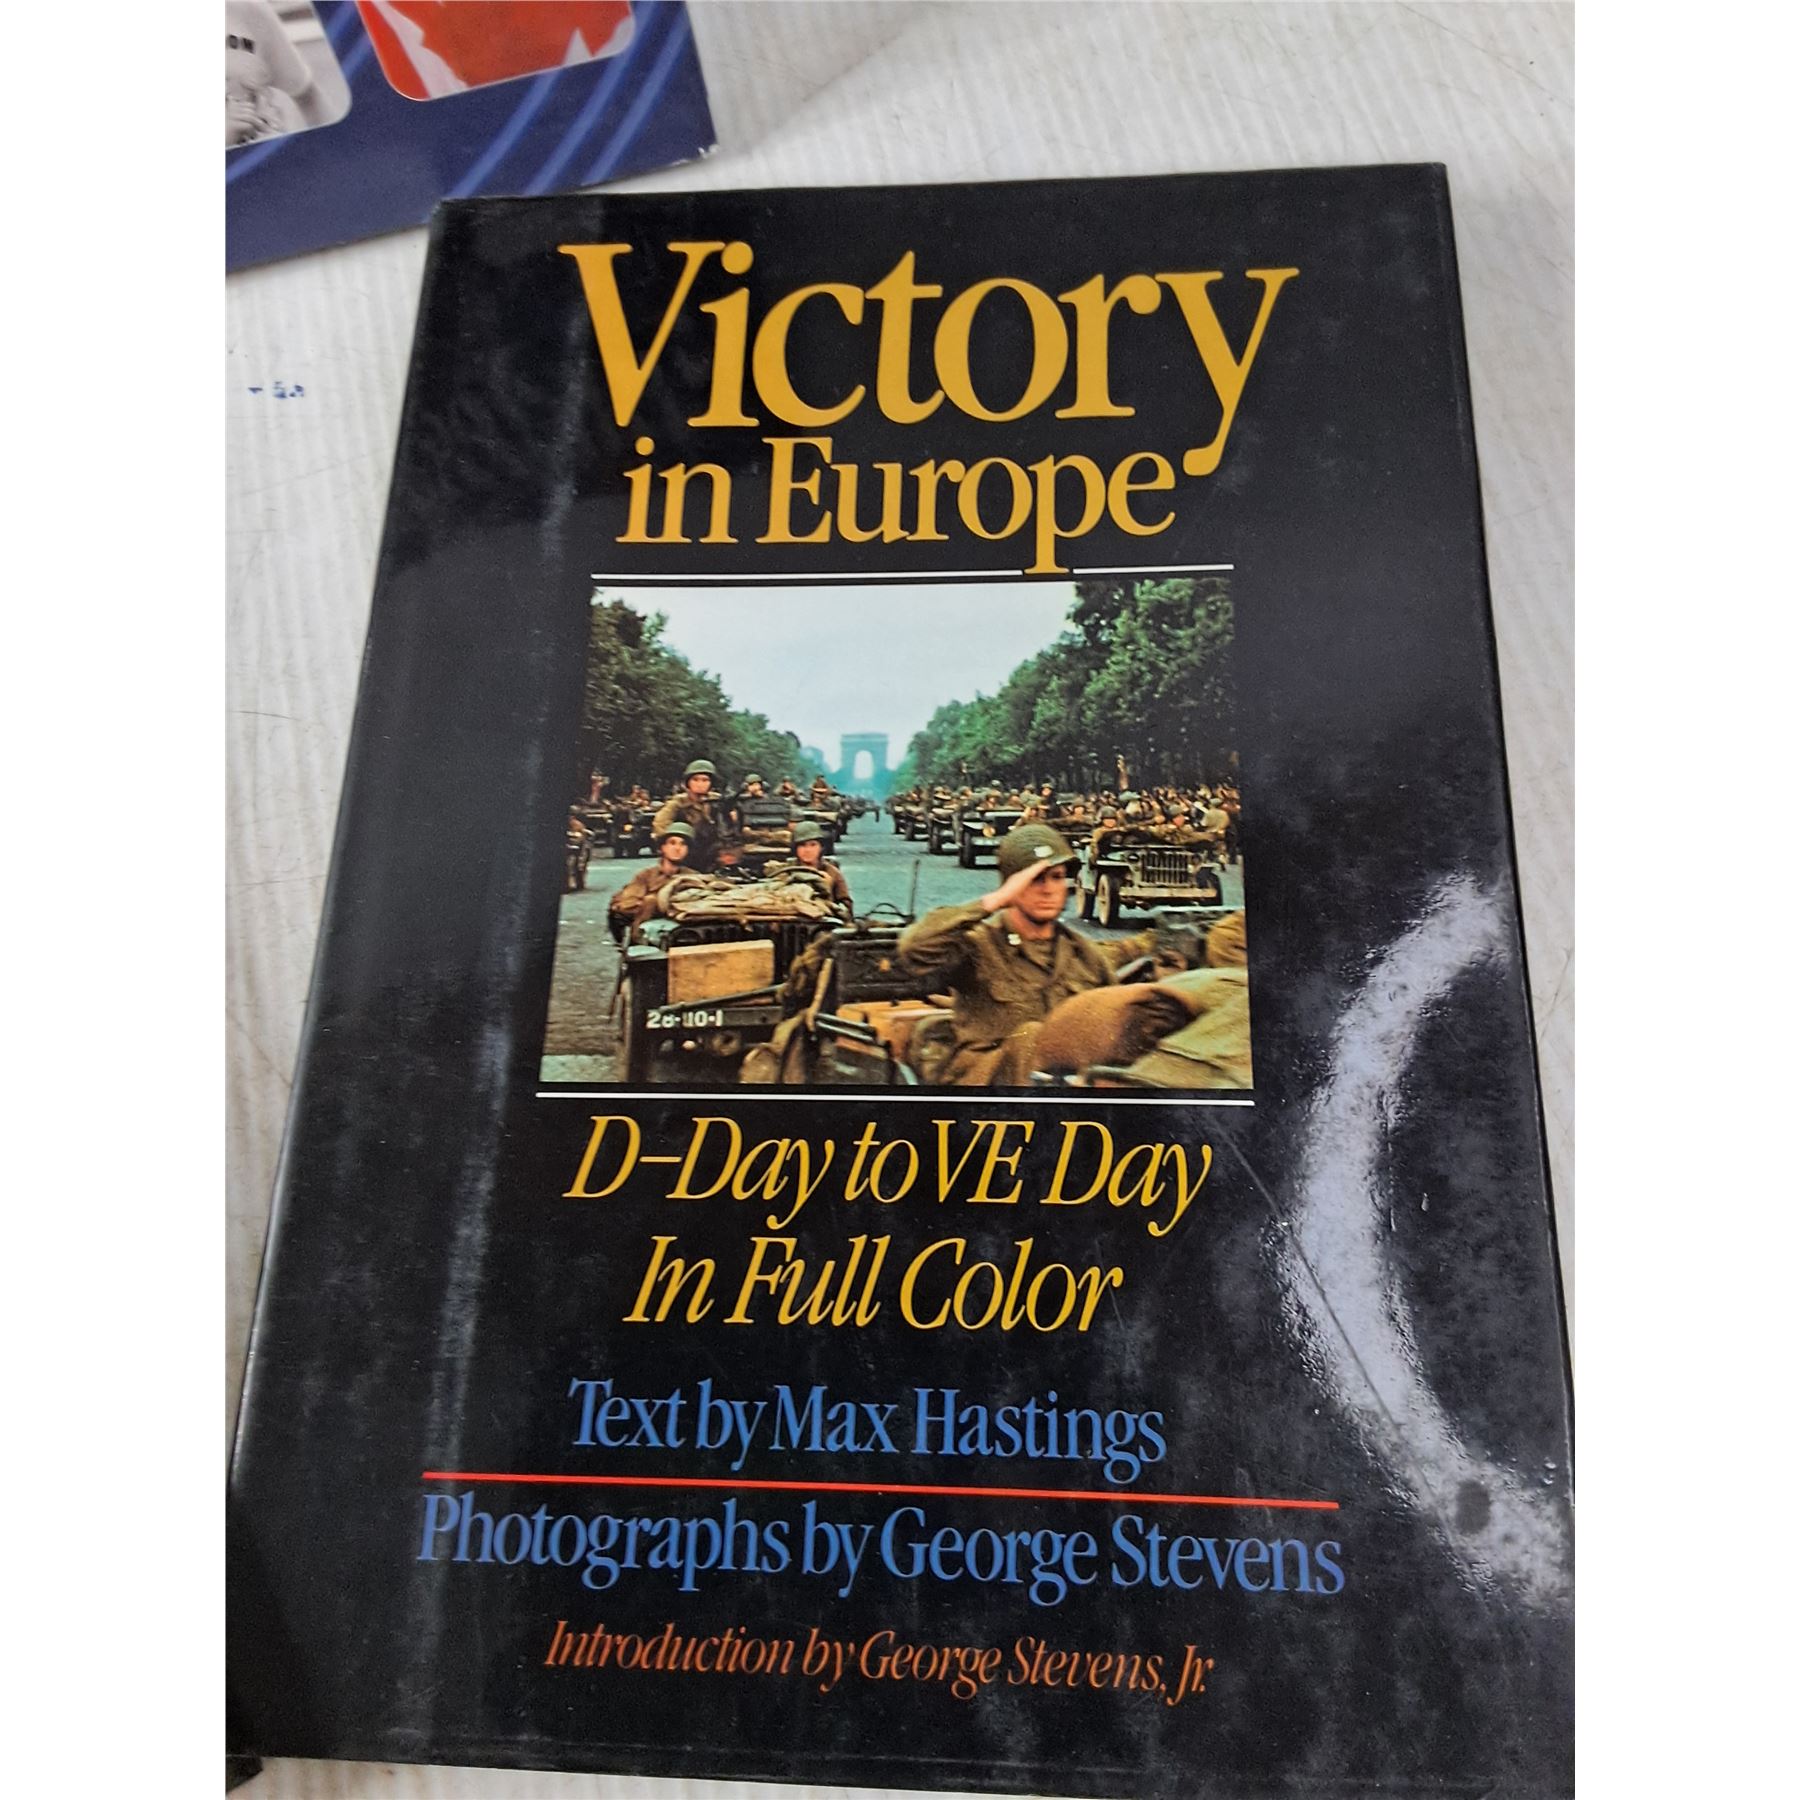 Victory
in Europe
28-110-1
D-Day to VE Day
In Full Color
Text by Max Hastings
Photographs by George Stevens
Introduction by George Stevens, Jr.